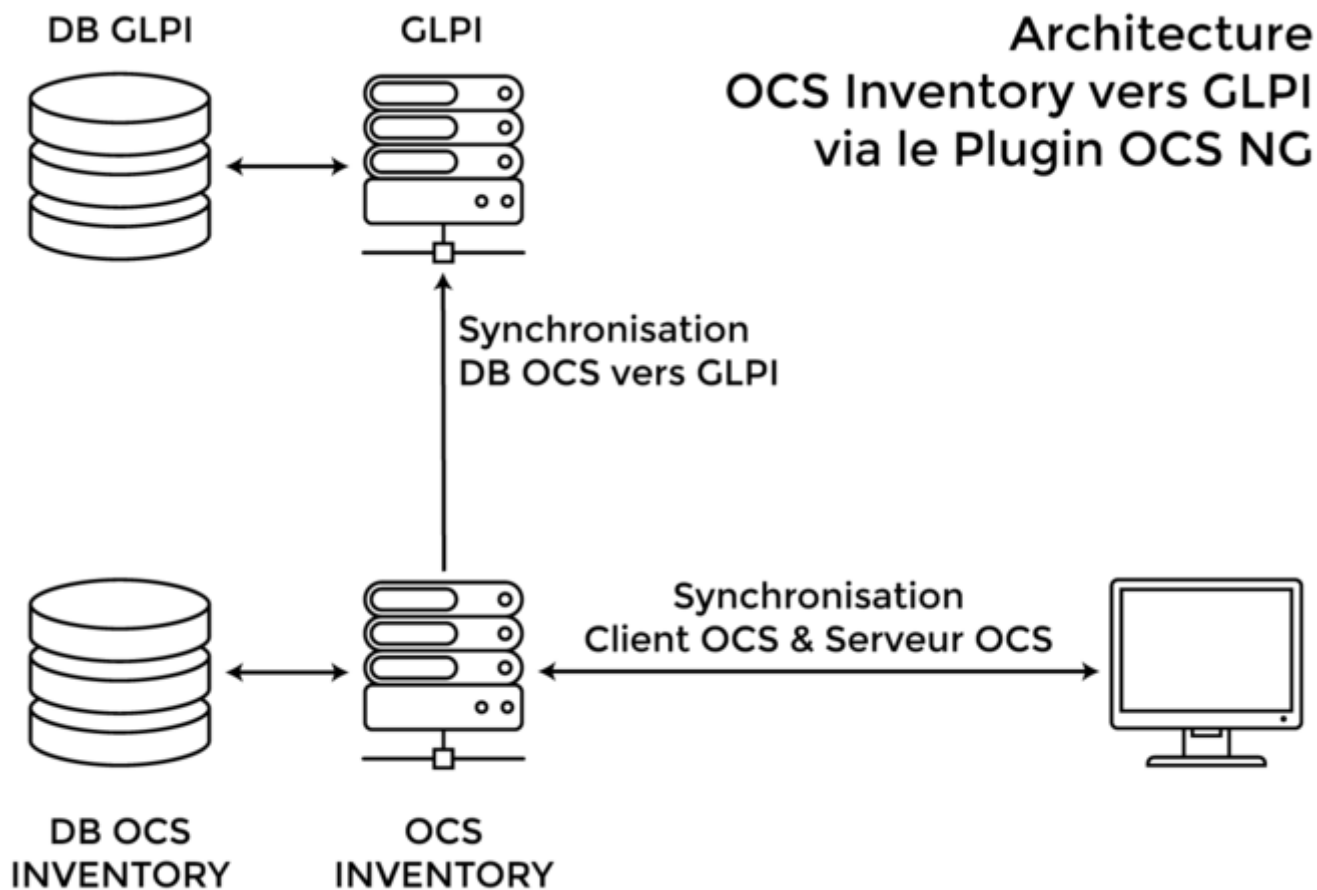 DB GLPI
GLPI
Architecture
OCS Inventory vers GLPI
via le Plugin OCS NG
Synchronisation
DB OCS vers GLPI
Synchronisation
Client OCS & Serveur OCS
DB OCS
INVENTORY
OCS
INVENTORY